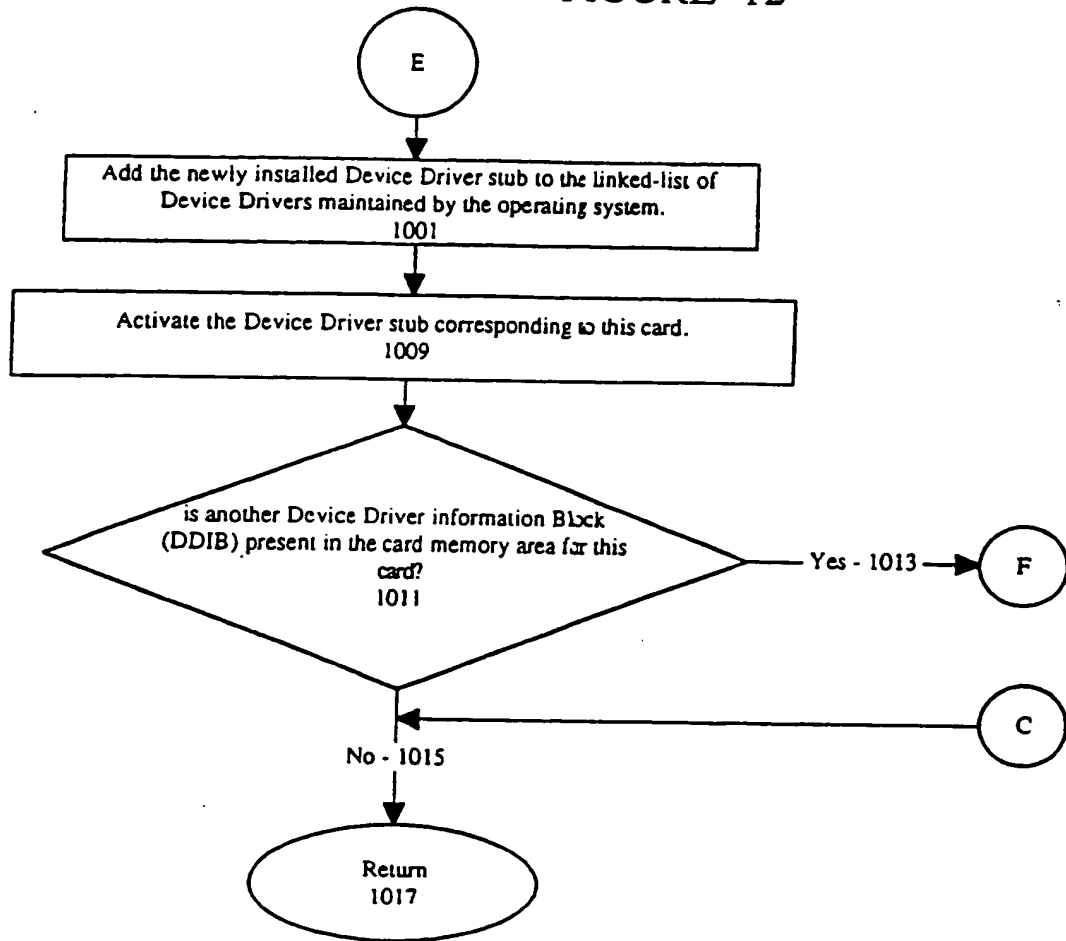 FIGURE 12
E
Add the newly installed Device Driver stub to the linked-list of
Device Drivers maintained by the operating system.
1001
Activate the Device Driver stub corresponding to this card.
1009
is another Device Driver information Block
(DDIB) present in the card memory area for this
card?
1011
Yes - 1013
F
C
No - 1015
Return
1017